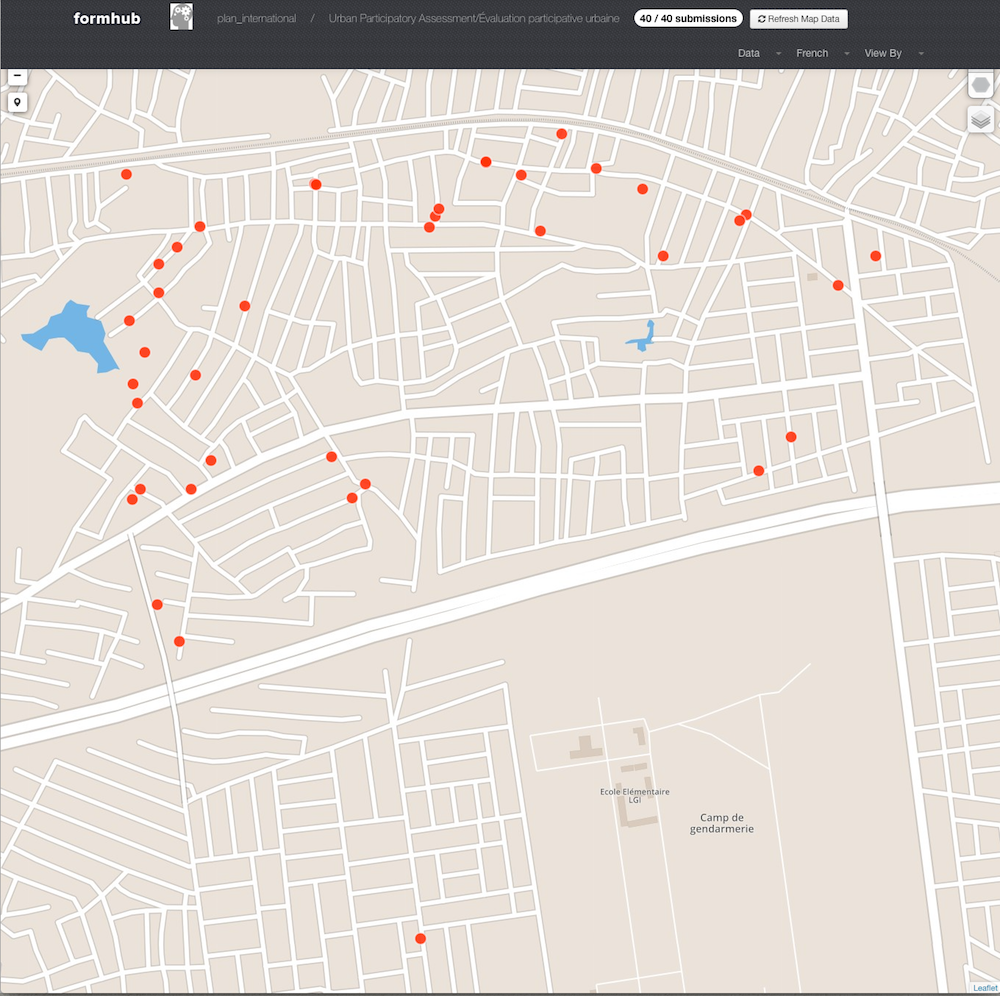 formhub
plan_international / Urban Participatory Assessment/Évaluation participative urbaine
40 / 40 submissions
Refresh Map Data
Data French View By
Ecole Elémentaire
LGI
Camp de
gendarmerie
Leaflet